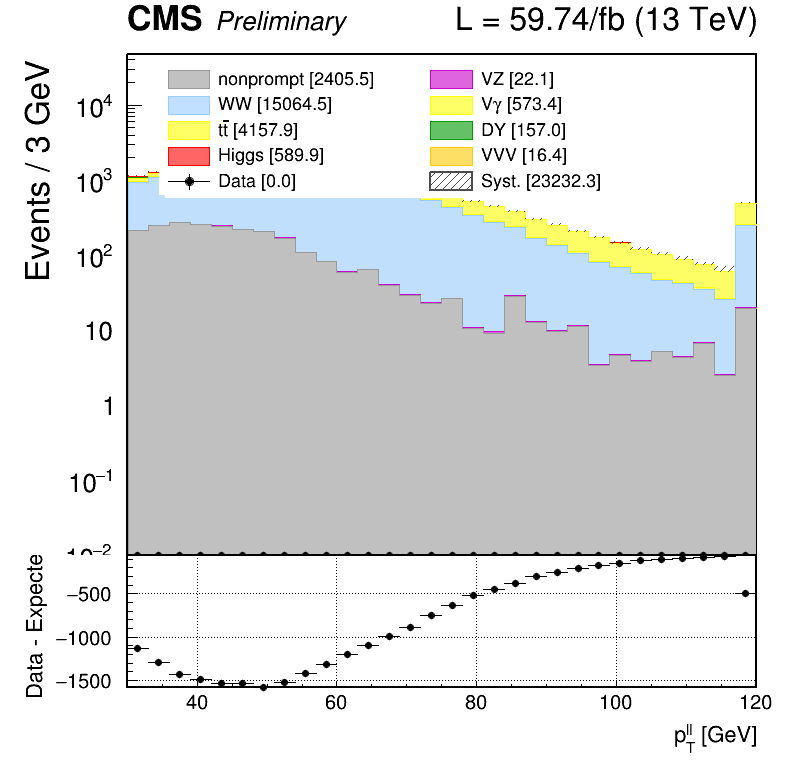 CMS Preliminary L = 59.74/fb (13 TeV)
Events / 3 GeV
10⁴
10³
10²
10
1
10⁻¹
10⁻²
nonprompt [2405.5]
WW [15064.5]
tt̄ [4157.9]
Higgs [589.9]
Data [0.0]
VZ [22.1]
Vγ [573.4]
DY [157.0]
VVV [16.4]
Syst. [23232.3]
Data - Expecte
−500
−1000
−1500
40 60 80 100 120
p_T^ll [GeV]